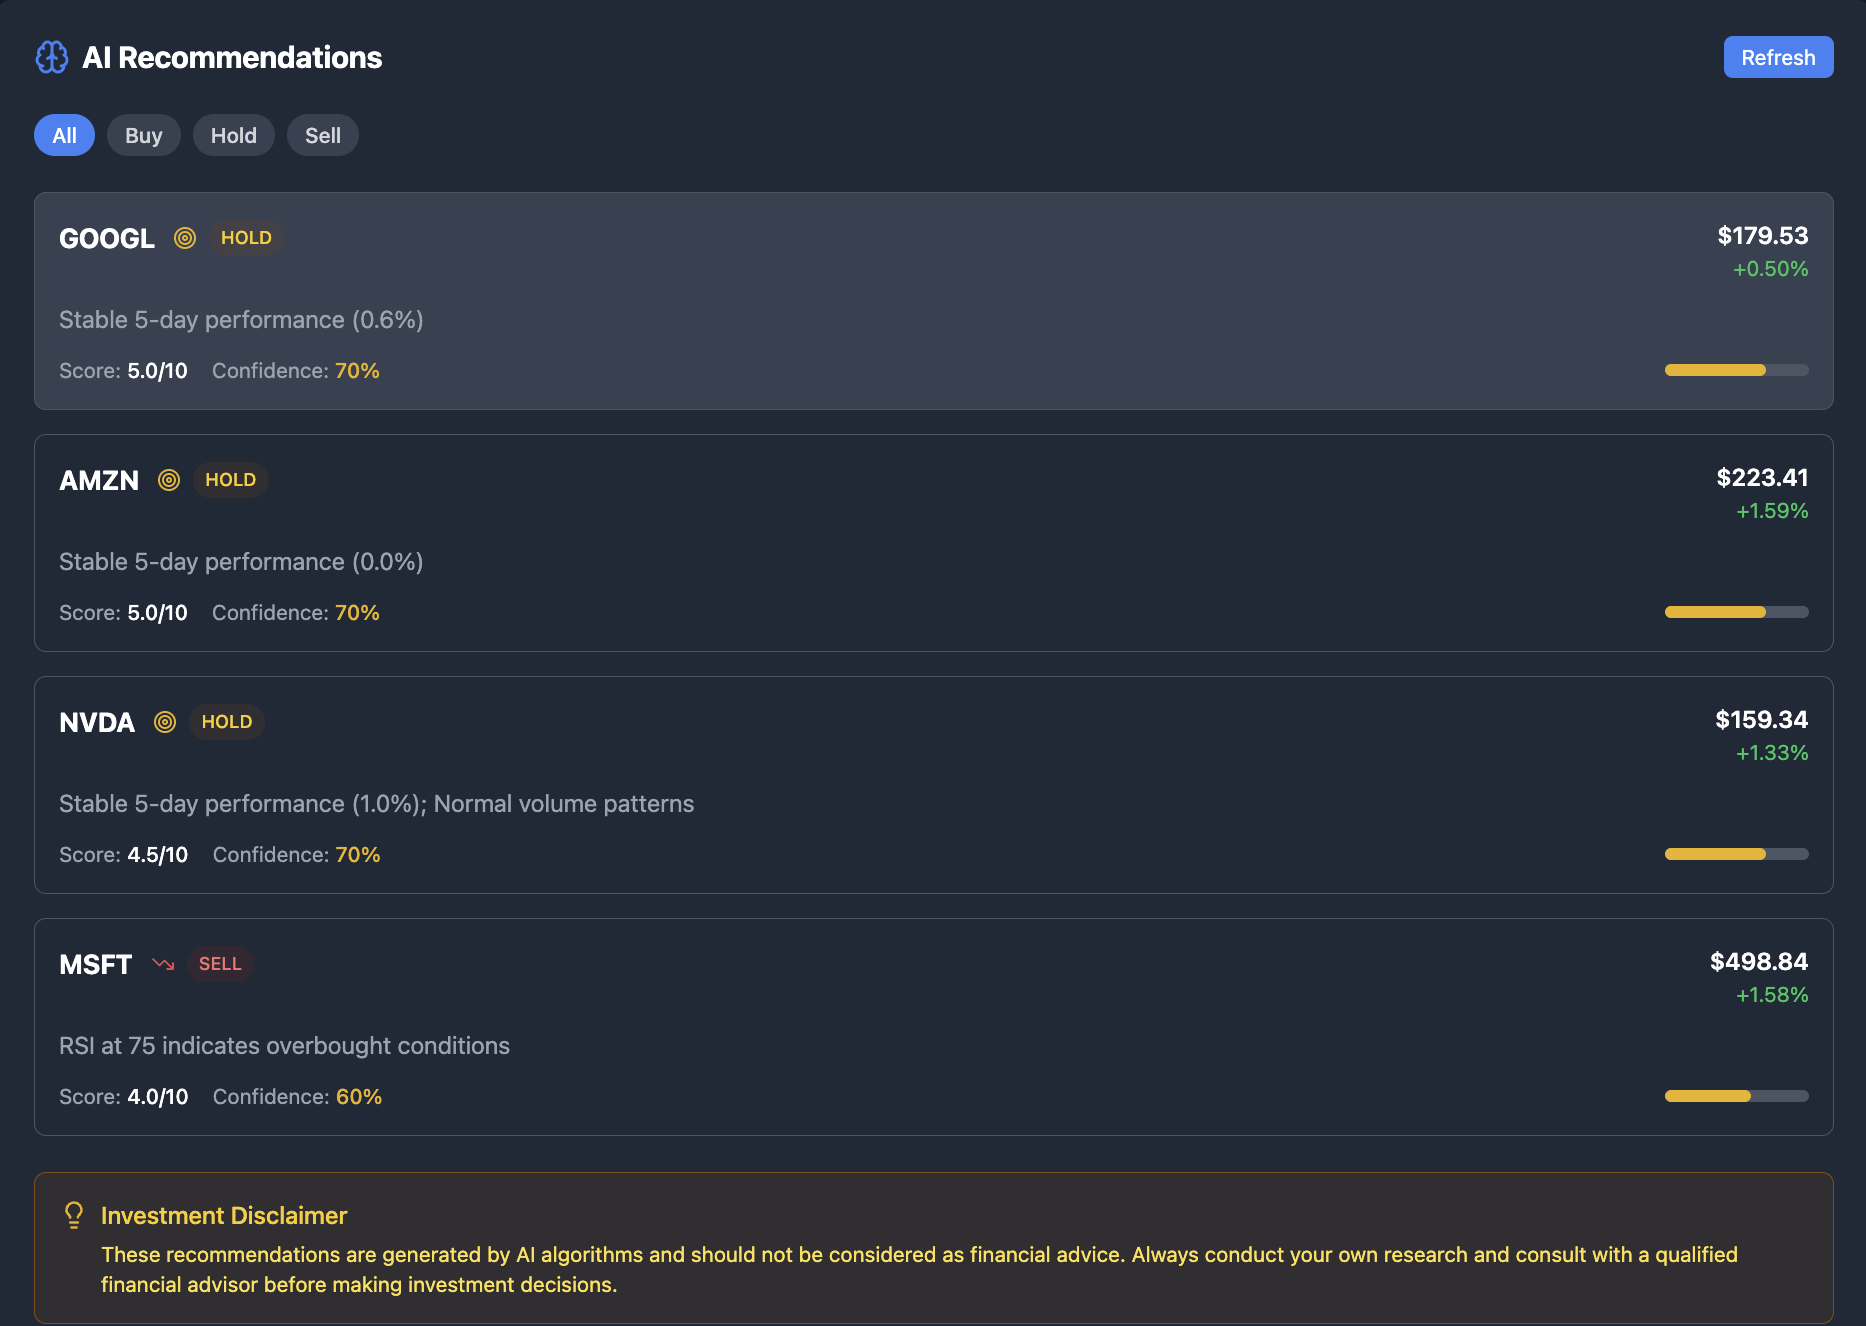 AI Recommendations
Refresh
All
Buy
Hold
Sell
GOOGL
HOLD
$179.53
+0.50%
Stable 5-day performance (0.6%)
Score: 5.0/10 Confidence: 70%
AMZN
HOLD
$223.41
+1.59%
Stable 5-day performance (0.0%)
Score: 5.0/10 Confidence: 70%
NVDA
HOLD
$159.34
+1.33%
Stable 5-day performance (1.0%); Normal volume patterns
Score: 4.5/10 Confidence: 70%
MSFT
SELL
$498.84
+1.58%
RSI at 75 indicates overbought conditions
Score: 4.0/10 Confidence: 60%
Investment Disclaimer
These recommendations are generated by AI algorithms and should not be considered as financial advice. Always conduct your own research and consult with a qualified
financial advisor before making investment decisions.